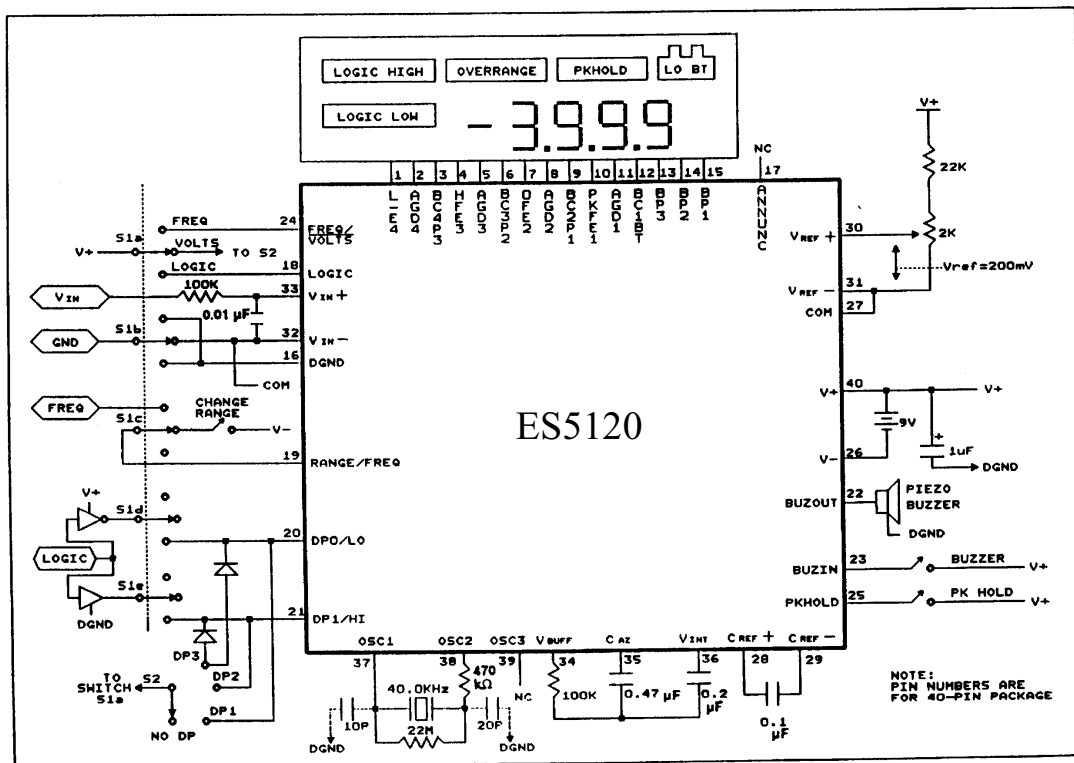 LOGIC HIGH OVERRANGE PKHOLD LO BT
LOGIC LOW -3.9.9.9
1 2 3 4 5 6 7 8 9 10 11 12 13 14 15
L-E4 AGD4 BC4P3 HFE3 AGD3 BC3P2 OFE2 AGD2 BC2P1 PKFE1 AGD1 BC1BT BP3 BP2 BP1
NC
17
ANNUNC
V+
22K
2K
VREF + 30
Vref=200mV
VREF - 31
COM 27
FREQ 24
FREQ/VOLTS
S1a
V+ VOLTS TO S2
LOGIC 18 LOGIC
VIN 100K 33 VIN+
0.01 µF
GND S1b 32 VIN-
16 DGND
COM
FREQ
S1c CHANGE RANGE V-
19 RANGE/FREQ
ES5120
V+ 40 V+
9V
1uF
+
V- 26 DGND
BUZOUT 22 PIEZO BUZZER
DGND
BUZIN 23 BUZZER V+
PKHOLD 25 PK HOLD V+
V+
S1d
20 DP0/LO
LOGIC
S1e
DGND
21 DP1/HI
DP3
DP2
TO SWITCH S1a
S2
DP1
NO DP
OSC1 OSC2 OSC3 VBUFF CAZ VINT CREF + CREF -
37 38 39 34 35 36 28 29
470 kΩ
NC
100K
0.47 µF
0.2 µF
0.1 µF
40.0KHz
10P
22M
20P
DGND
DGND
NOTE:
PIN NUMBERS ARE
FOR 40-PIN PACKAGE